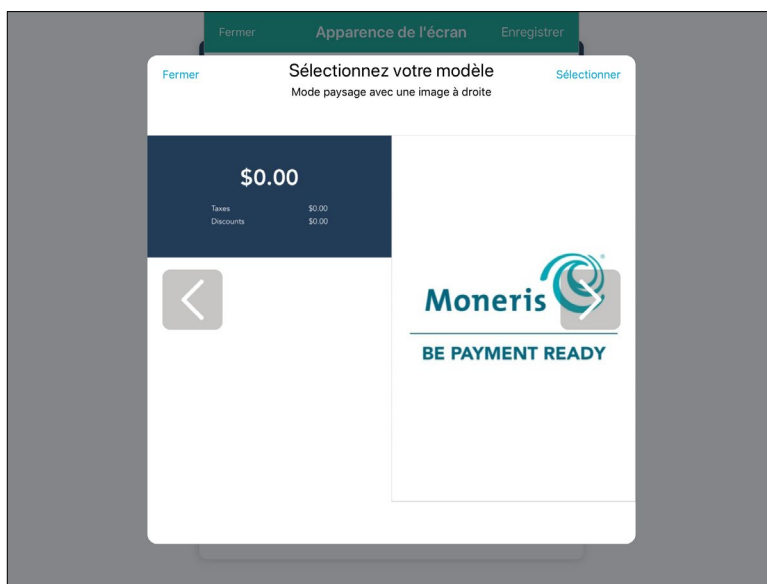 Fermer Apparence de l'écran Enregistrer
Fermer Sélectionnez votre modèle Sélectionner
Mode paysage avec une image à droite
$0.00
Taxes $0.00
Discounts $0.00
Moneris
BE PAYMENT READY